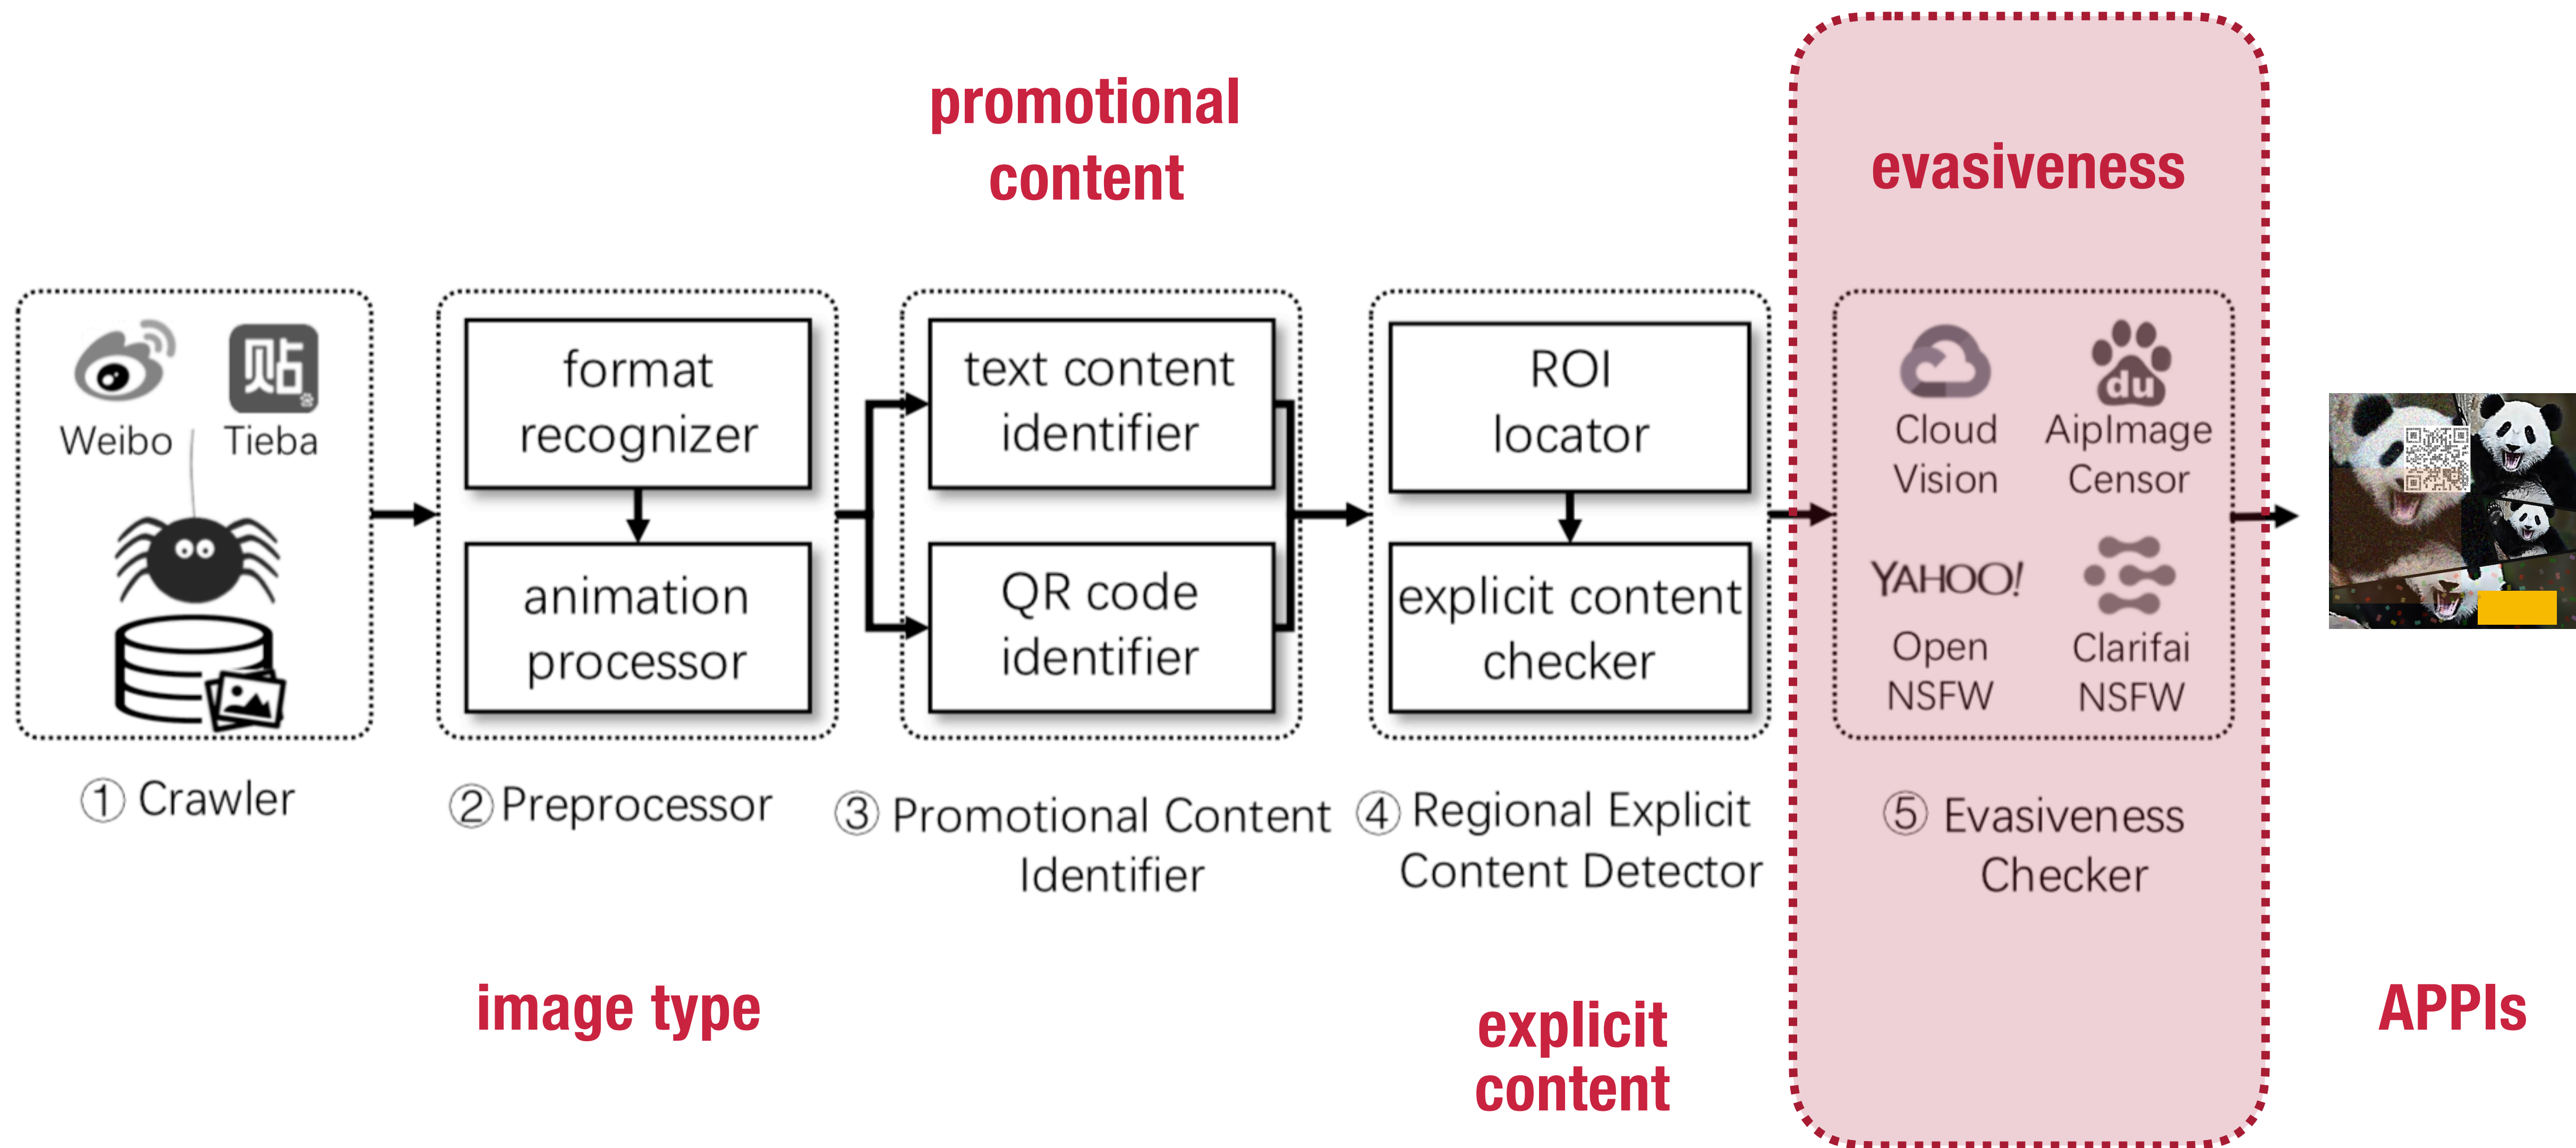 promotional
content
evasiveness
贴
Weibo
Tieba
format
recognizer
animation
processor
text content
identifier
QR code
identifier
ROI
locator
explicit content
checker
Cloud
Vision
du
AipImage
Censor
YAHOO!
Open
NSFW
Clarifai
NSFW
① Crawler
② Preprocessor
③ Promotional Content
Identifier
④ Regional Explicit
Content Detector
⑤ Evasiveness
Checker
image type
explicit
content
APPIs